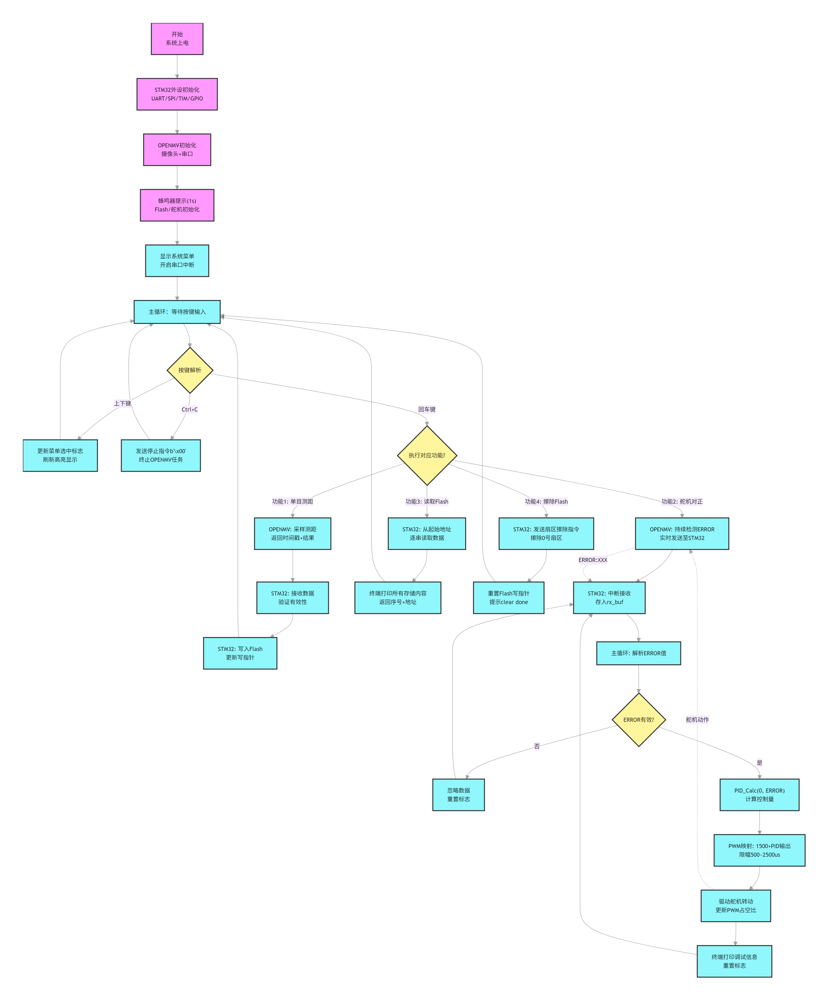 开始
系统上电
STM32外设初始化
UART/SPI/TIM/GPIO
OPENMV初始化
摄像头+串口
蜂鸣器提示(1s)
Flash/舵机初始化
显示系统菜单
开启串口中断
主循环：等待按键输入
按键解析
上下键
Ctrl+C
回车键
更新菜单选中标志
刷新高亮显示
发送停止指令b'\x00'
终止OPENMV任务
执行对应功能?
功能1: 单目测距
功能3: 读取Flash
功能4: 擦除Flash
功能2: 舵机对正
OPENMV: 采样测距
返回时间戳+结果
STM32: 从起始地址
逐串读取数据
STM32: 发送扇区擦除指令
擦除0号扇区
OPENMV: 持续检测ERROR
实时发送至STM32
ERROR:XXX
STM32: 接收数据
验证有效性
终端打印所有存储内容
返回序号+地址
重置Flash写指针
提示clear done
STM32: 中断接收
存入rx_buf
STM32: 写入Flash
更新写指针
主循环: 解析ERROR值
ERROR有效?
舵机动作
否
是
忽略数据
重置标志
PID_Calc(0, ERROR)
计算控制量
PWM映射: 1500+PID输出
限幅500-2500us
驱动舵机转动
更新PWM占空比
终端打印调试信息
重置标志